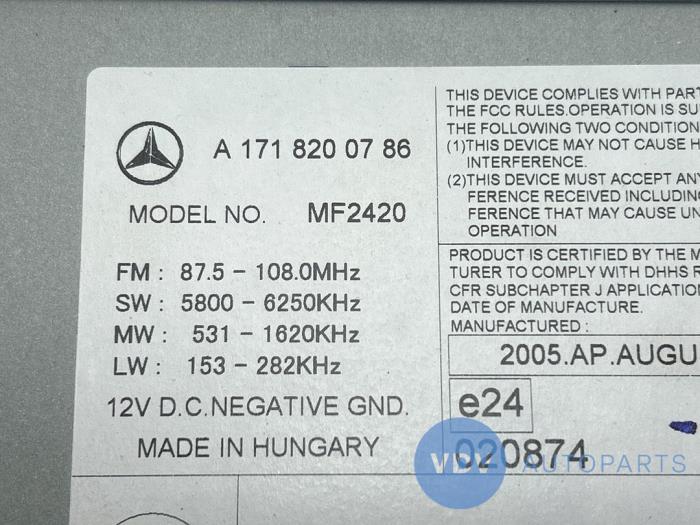 A 171 820 07 86
MODEL NO. MF2420
FM : 87.5 - 108.0MHz
SW : 5800 - 6250KHz
MW : 531 - 1620KHz
LW : 153 - 282KHz
12V D.C.NEGATIVE GND.
MADE IN HUNGARY
THIS DEVICE COMPLIES WITH PART
THE FCC RULES.OPERATION IS SU
THE FOLLOWING TWO CONDITION
(1)THIS DEVICE MAY NOT CAUSE H
INTERFERENCE.
(2)THIS DEVICE MUST ACCEPT ANY
FERENCE RECEIVED INCLUDING
FERENCE THAT MAY CAUSE UN
OPERATION
PRODUCT IS CERTIFIED BY THE M
TURER TO COMPLY WITH DHHS R
CFR SUBCHAPTER J APPLICATION
DATE OF MANUFACTURE.
MANUFACTURED :
2005.AP.AUGU
e24
020874
VDV AUTOPARTS